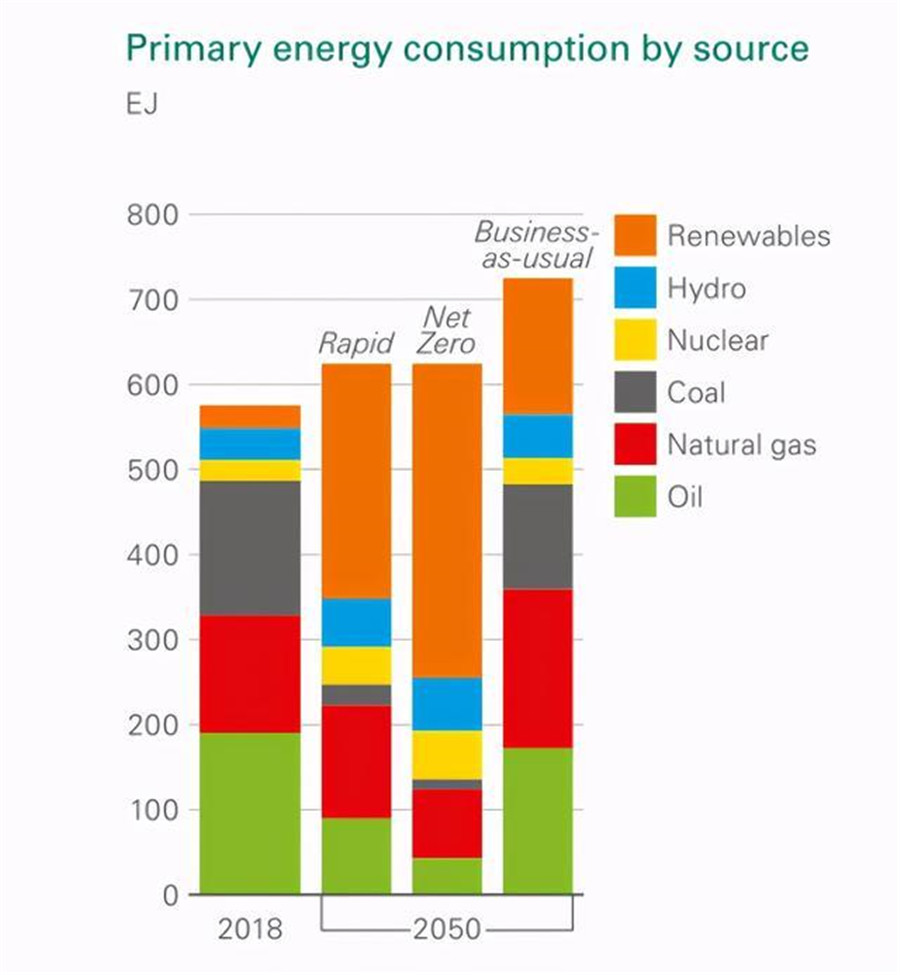 Primary energy consumption by source
EJ
800
700
600
500
400
300
200
100
0
Rapid
Net
Zero
Business-
as-usual
Renewables
Hydro
Nuclear
Coal
Natural gas
Oil
2018
2050